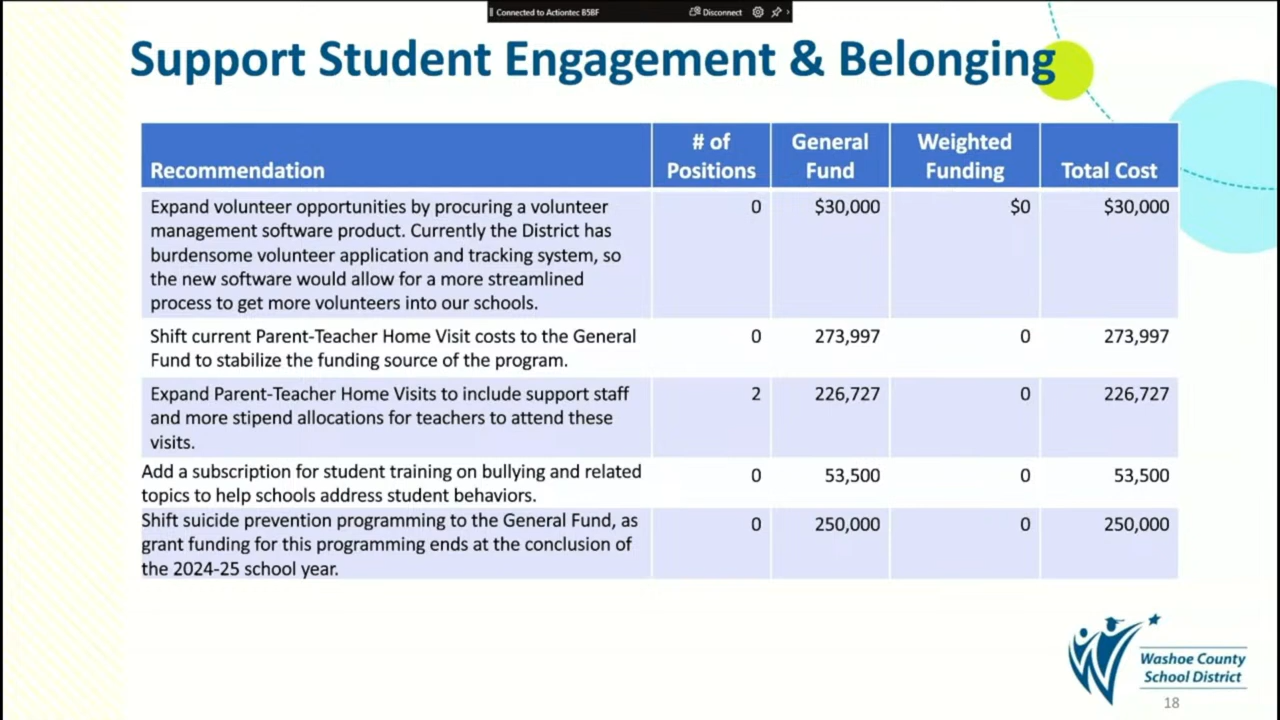 Connected to Actiontec B5BF
Disconnect
Support Student Engagement & Belonging
Recommendation
# of
Positions
General
Fund
Weighted
Funding
Total Cost
Expand volunteer opportunities by procuring a volunteer
management software product. Currently the District has
burdensome volunteer application and tracking system, so
the new software would allow for a more streamlined
process to get more volunteers into our schools.
0
$30,000
$0
$30,000
Shift current Parent-Teacher Home Visit costs to the General
Fund to stabilize the funding source of the program.
0
273,997
0
273,997
Expand Parent-Teacher Home Visits to include support staff
and more stipend allocations for teachers to attend these
visits.
2
226,727
0
226,727
Add a subscription for student training on bullying and related
topics to help schools address student behaviors.
0
53,500
0
53,500
Shift suicide prevention programming to the General Fund, as
grant funding for this programming ends at the conclusion of
the 2024-25 school year.
0
250,000
0
250,000
Washoe County
School District
18